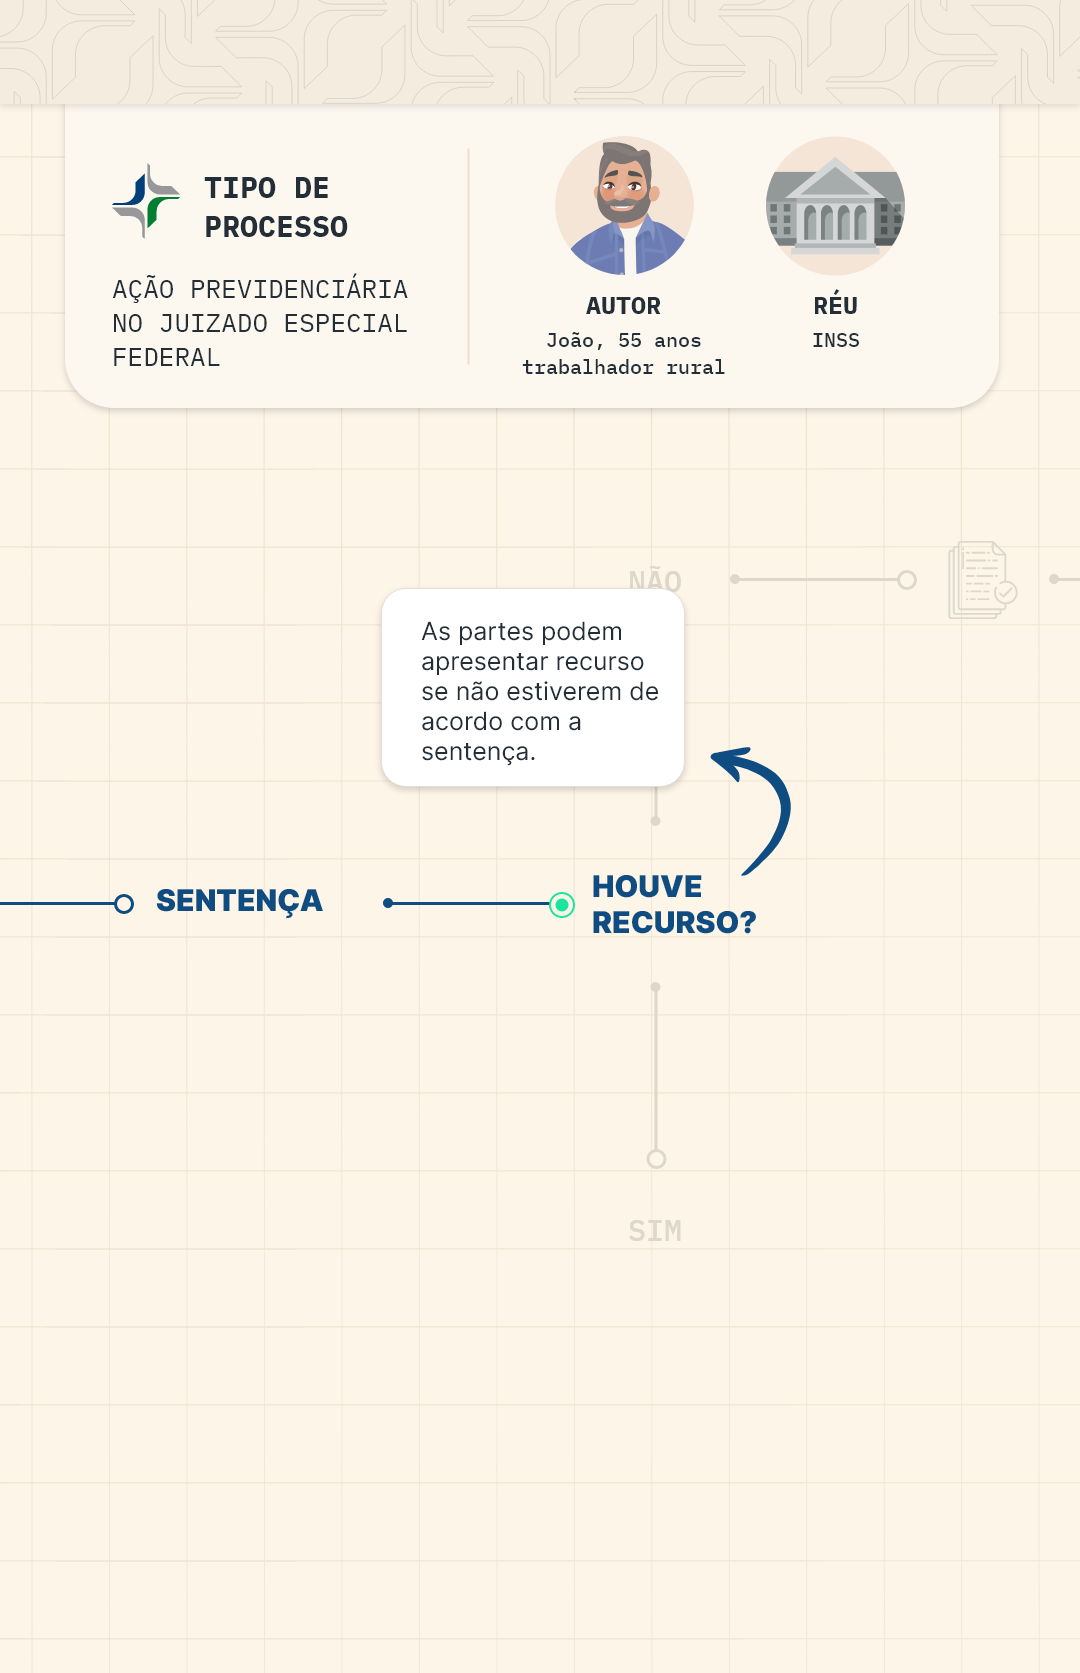 TIPO DE
PROCESSO
AÇÃO PREVIDENCIÁRIA
NO JUIZADO ESPECIAL
FEDERAL
AUTOR
João, 55 anos
trabalhador rural
RÉU
INSS
NÃO
As partes podem
apresentar recurso
se não estiverem de
acordo com a
sentença.
SENTENÇA
HOUVE
RECURSO?
SIM